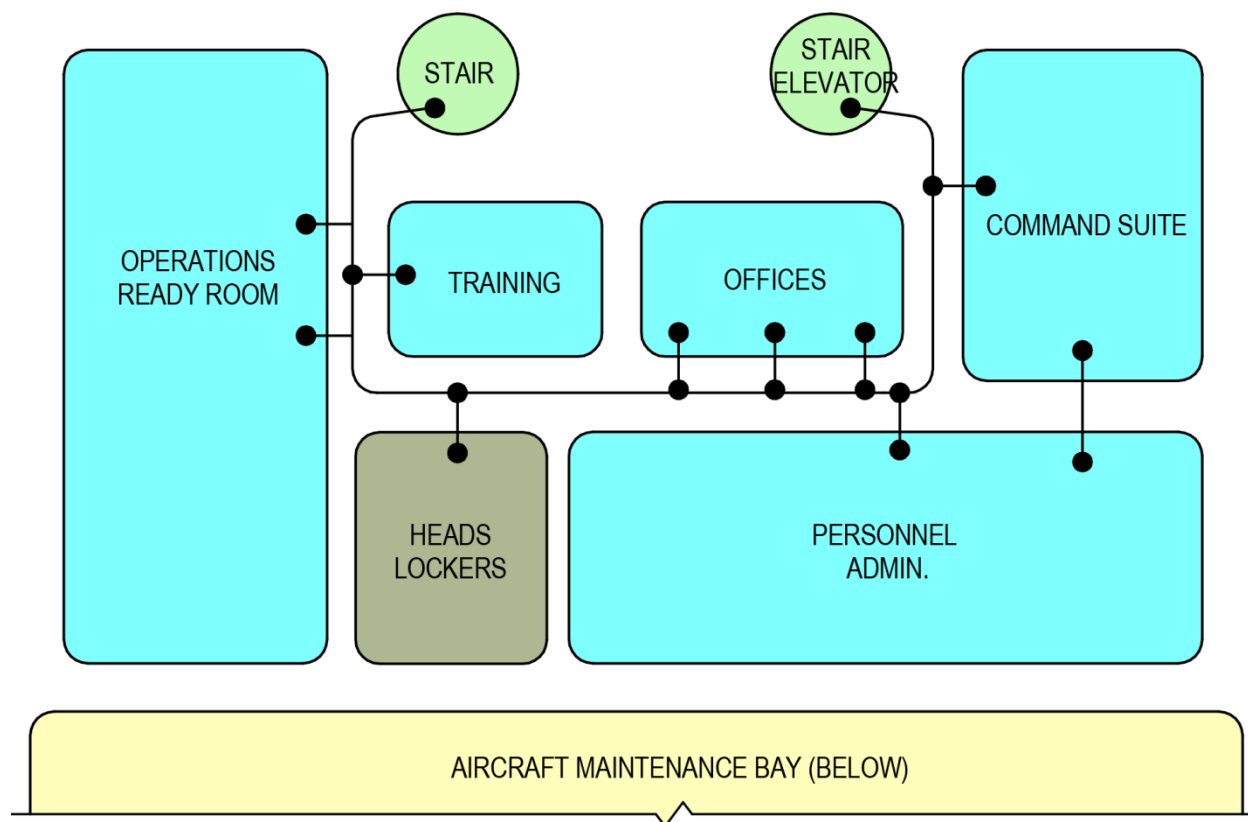 STAIR
STAIR
ELEVATOR
OPERATIONS
READY ROOM
TRAINING
OFFICES
COMMAND SUITE
HEADS
LOCKERS
PERSONNEL
ADMIN.
AIRCRAFT MAINTENANCE BAY (BELOW)